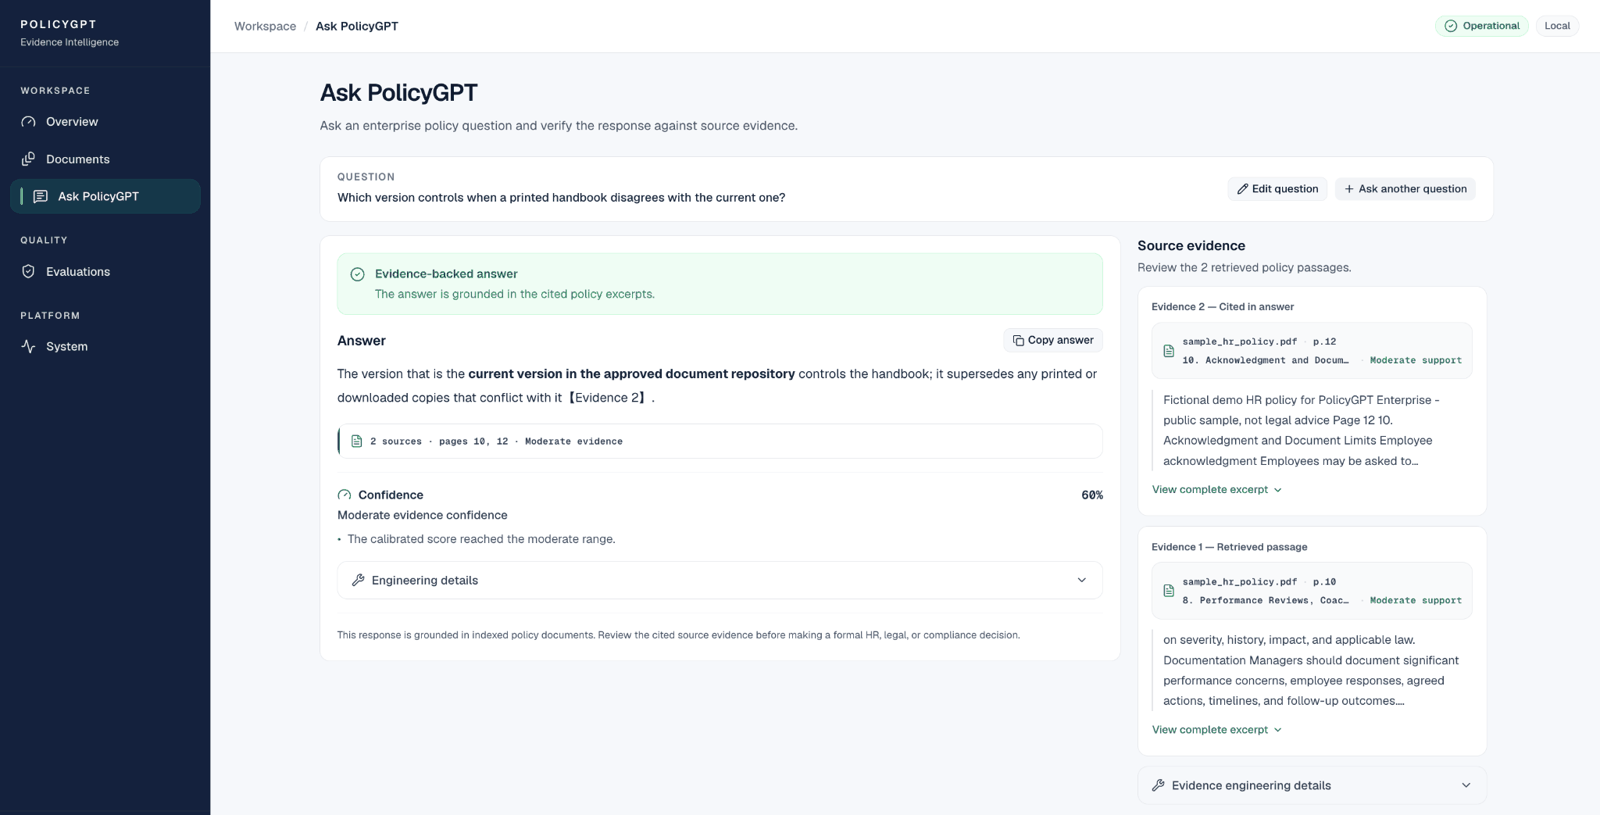 POLICYGPT
Evidence Intelligence
WORKSPACE
Overview
Documents
Ask PolicyGPT
QUALITY
Evaluations
PLATFORM
System
Workspace / Ask PolicyGPT
Operational
Local
Ask PolicyGPT
Ask an enterprise policy question and verify the response against source evidence.
QUESTION
Which version controls when a printed handbook disagrees with the current one?
Edit question
Ask another question
Evidence-backed answer
The answer is grounded in the cited policy excerpts.
Answer
Copy answer
The version that is the current version in the approved document repository controls the handbook; it supersedes any printed or
downloaded copies that conflict with it【Evidence 2】.
2 sources · pages 10, 12 · Moderate evidence
Confidence
60%
Moderate evidence confidence
• The calibrated score reached the moderate range.
Engineering details
This response is grounded in indexed policy documents. Review the cited source evidence before making a formal HR, legal, or compliance decision.
Source evidence
Review the 2 retrieved policy passages.
Evidence 2 — Cited in answer
sample_hr_policy.pdf · p.12
10. Acknowledgment and Docum… · Moderate support
Fictional demo HR policy for PolicyGPT Enterprise -
public sample, not legal advice Page 12 10.
Acknowledgment and Document Limits Employee
acknowledgment Employees may be asked to…
View complete excerpt
Evidence 1 — Retrieved passage
sample_hr_policy.pdf · p.10
8. Performance Reviews, Coac… · Moderate support
on severity, history, impact, and applicable law.
Documentation Managers should document significant
performance concerns, employee responses, agreed
actions, timelines, and follow-up outcomes.…
View complete excerpt
Evidence engineering details